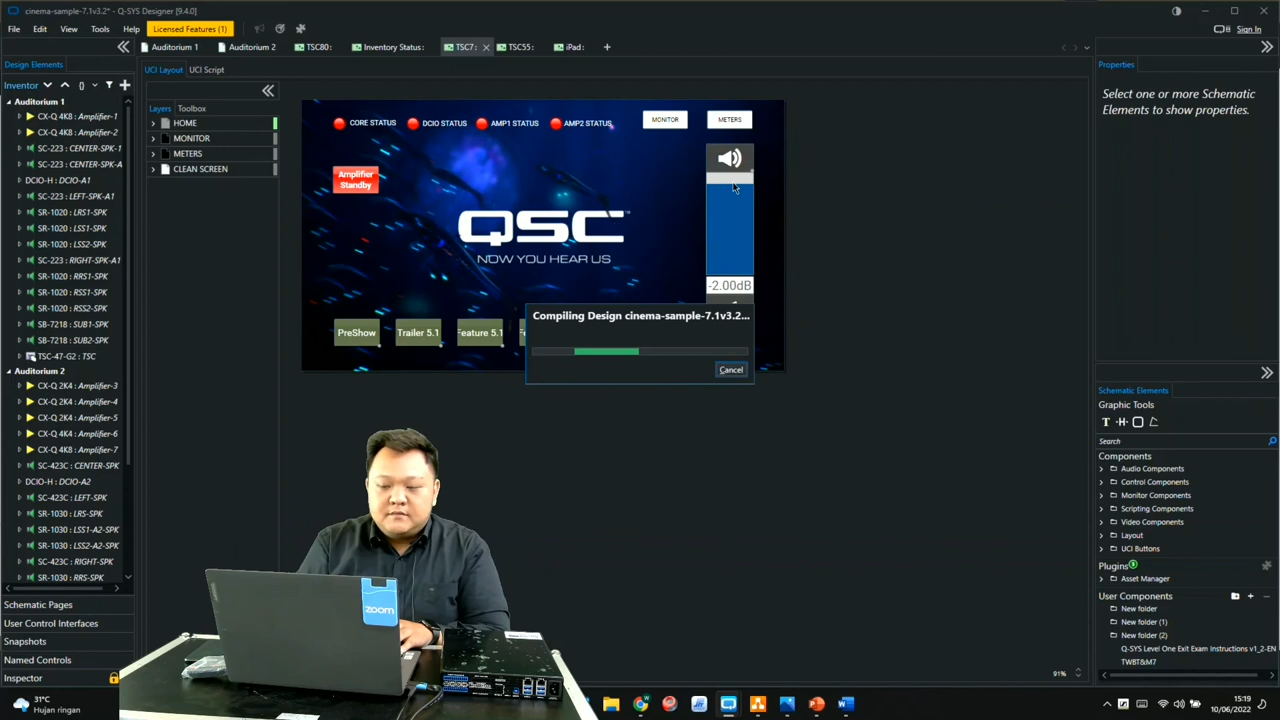 cinema-sample-7.1v3.2* - Q-SYS Designer [9.4.0]
File Edit View Tools Help Licensed Features (1) Sign In
Auditorium 1 Auditorium 2 TSC80: Inventory Status: TSC7: TSC55: iPad:
Design Elements
Inventor
Auditorium 1
CX-Q 4K8 : Amplifier-1
CX-Q 4K8 : Amplifier-2
SC-223 : CENTER-SPK-1
SC-223 : CENTER-SPK-A
DCIO-H : DCIO-A1
SC-223 : LEFT-SPK-A1
SR-1020 : LRS1-SPK
SR-1020 : LSS1-SPK
SR-1020 : LSS2-SPK
SC-223 : RIGHT-SPK-A1
SR-1020 : RRS1-SPK
SR-1020 : RSS1-SPK
SR-1020 : RSS2-SPK
SB-7218 : SUB1-SPK
SB-7218 : SUB2-SPK
TSC-47-G2 : TSC
Auditorium 2
CX-Q 2K4 : Amplifier-3
CX-Q 2K4 : Amplifier-4
CX-Q 2K4 : Amplifier-5
CX-Q 4K4 : Amplifier-6
CX-Q 4K8 : Amplifier-7
SC-423C : CENTER-SPK
DCIO-H : DCIO-A2
SC-423C : LEFT-SPK
SR-1030 : LRS-SPK
SR-1030 : LSS1-A2-SPK
SR-1030 : LSS2-A2-SPK
SC-423C : RIGHT-SPK
SR-1030 : RRS-SPK
Schematic Pages
User Control Interfaces
Snapshots
Named Controls
Inspector
UCI Layout UCI Script
Layers Toolbox
HOME
MONITOR
METERS
CLEAN SCREEN
CORE STATUS DCIO STATUS AMP1 STATUS AMP2 STATUS MONITOR METERS
Amplifier
Standby
QSC
NOW YOU HEAR US
-2.00dB
PreShow Trailer 5.1 Feature 5.1
Compiling Design cinema-sample-7.1v3.2...
Cancel
zoom
91%
Properties
Select one or more Schematic
Elements to show properties.
Schematic Elements
Graphic Tools
T H
Search
Components
Audio Components
Control Components
Monitor Components
Scripting Components
Video Components
Layout
UCI Buttons
Plugins
Asset Manager
User Components
New folder
New folder (1)
New folder (2)
Q-SYS Level One Exit Exam Instructions v1_2-EN
TWBT&M7
31°C
Hujan ringan
15:19
10/06/2022